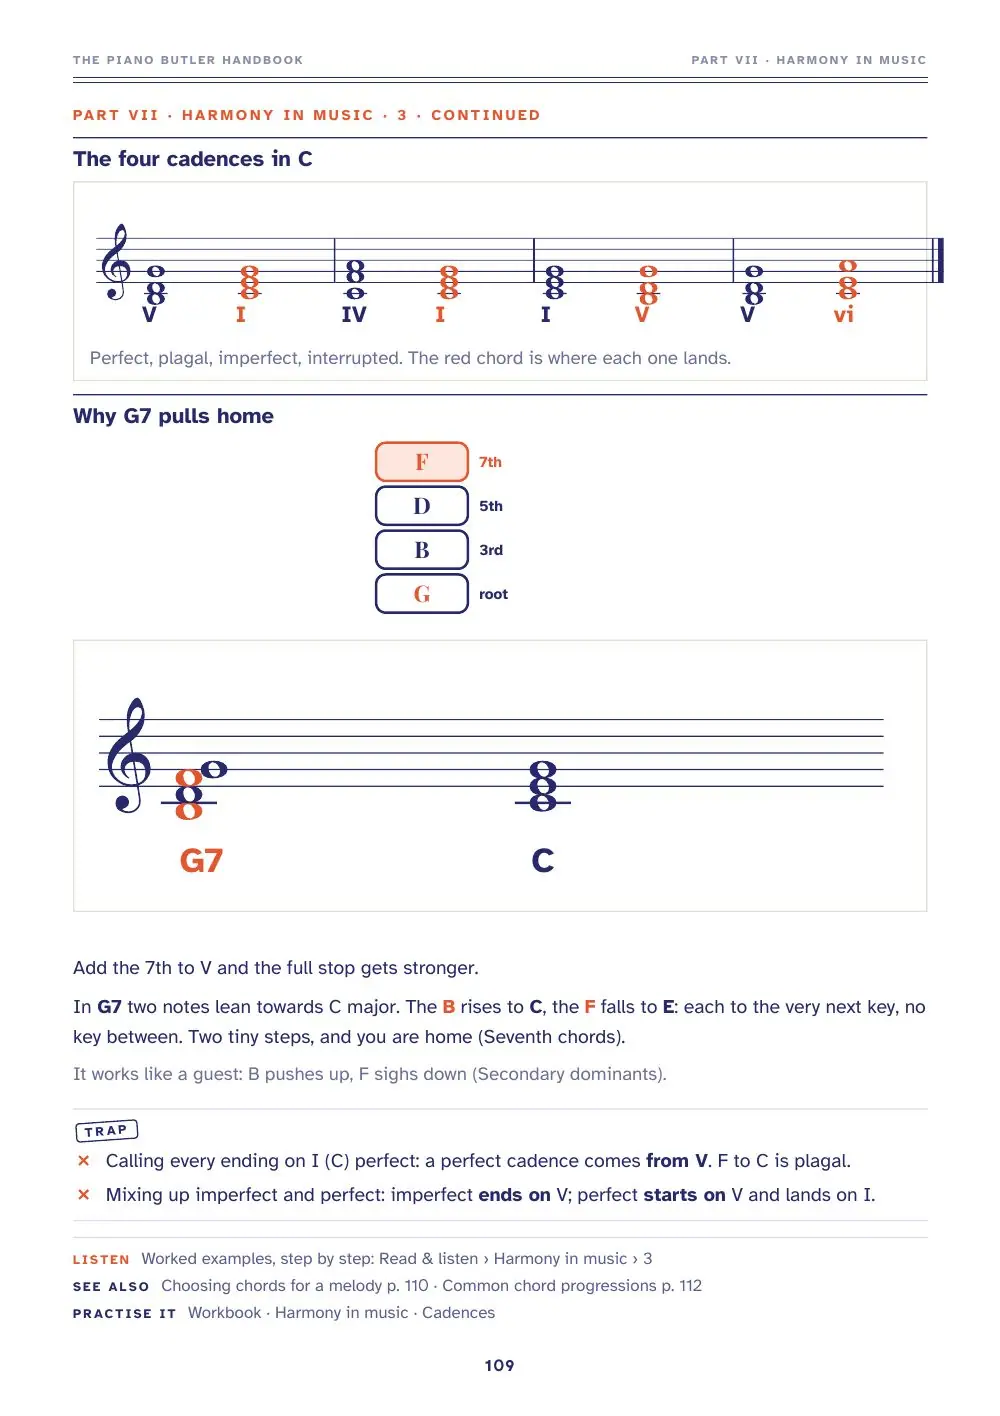 THE PIANO BUTLER HANDBOOK
PART VII · HARMONY IN MUSIC
PART VII · HARMONY IN MUSIC · 3 · CONTINUED
The four cadences in C
V I IV I I V V vi
Perfect, plagal, imperfect, interrupted. The red chord is where each one lands.
Why G7 pulls home
F 7th
D 5th
B 3rd
G root
G7 C
Add the 7th to V and the full stop gets stronger.
In G7 two notes lean towards C major. The B rises to C, the F falls to E: each to the very next key, no
key between. Two tiny steps, and you are home (Seventh chords).
It works like a guest: B pushes up, F sighs down (Secondary dominants).
TRAP
× Calling every ending on I (C) perfect: a perfect cadence comes from V. F to C is plagal.
× Mixing up imperfect and perfect: imperfect ends on V; perfect starts on V and lands on I.
LISTEN Worked examples, step by step: Read & listen › Harmony in music › 3
SEE ALSO Choosing chords for a melody p. 110 · Common chord progressions p. 112
PRACTISE IT Workbook · Harmony in music · Cadences
109